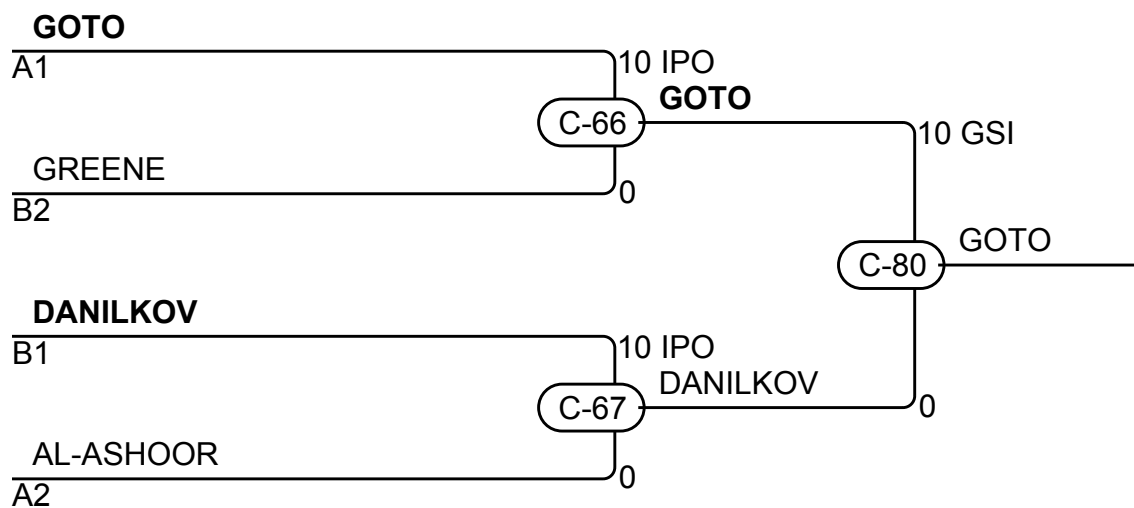 GOTO
A1
10 IPO
GOTO
C-66
10 GSI
GREENE
0
B2
GOTO
C-80
DANILKOV
B1
10 IPO
DANILKOV
C-67
0
AL-ASHOOR
0
A2